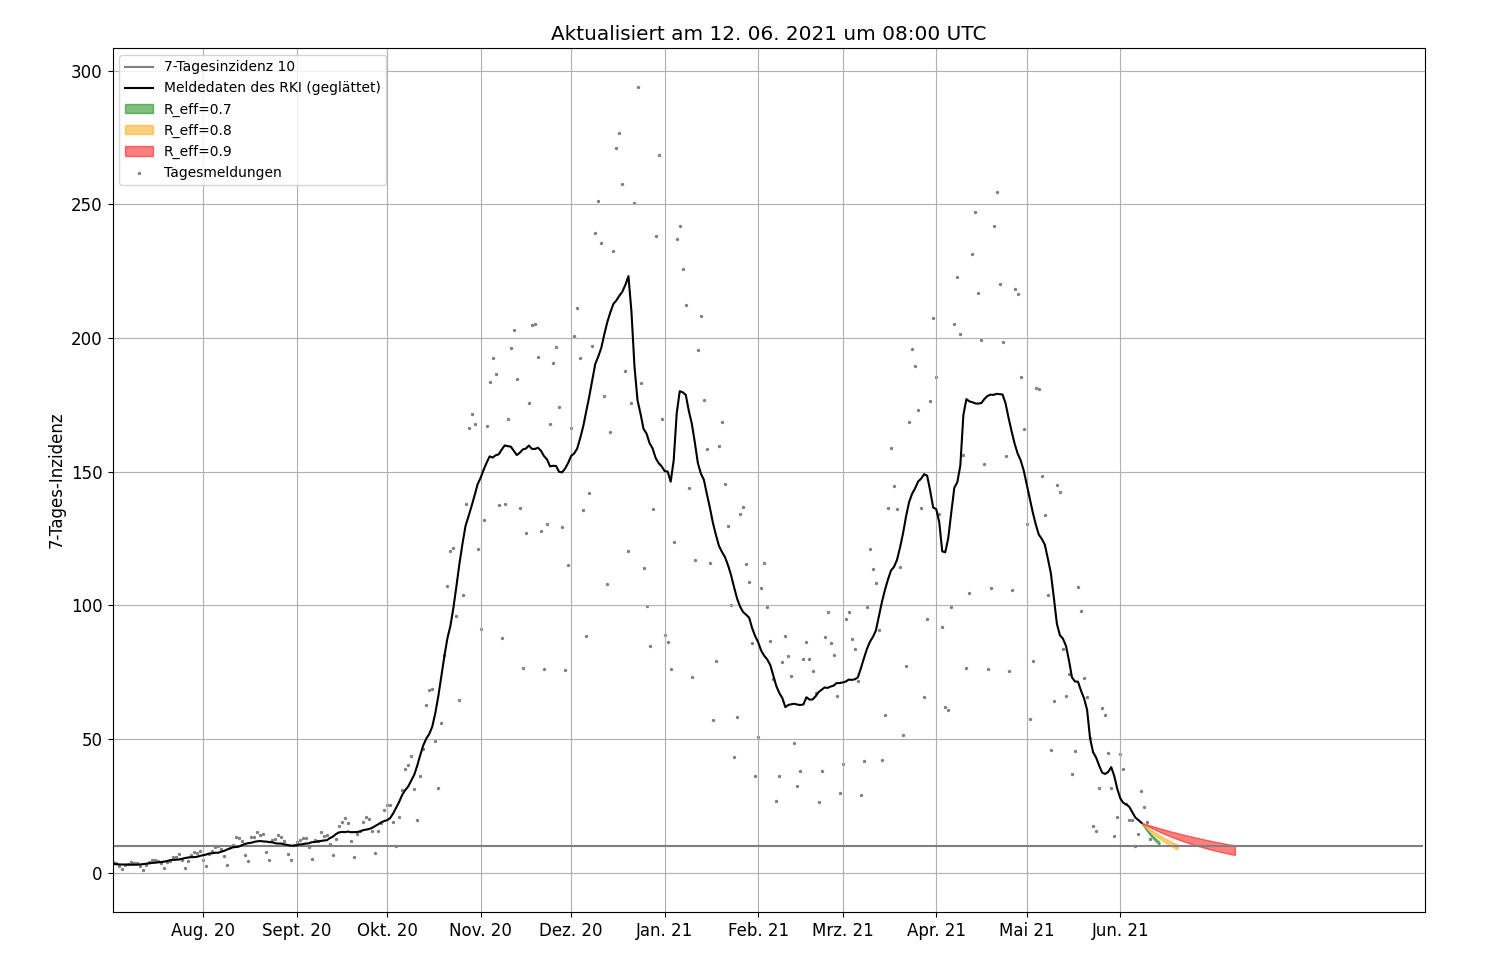 Aktualisiert am 12. 06. 2021 um 08:00 UTC
7-Tagesinzidenz 10
Meldedaten des RKI (geglättet)
R_eff=0.7
R_eff=0.8
R_eff=0.9
Tagesmeldungen
7-Tages-Inzidenz
300
250
200
150
100
50
0
Aug. 20 Sept. 20 Okt. 20 Nov. 20 Dez. 20 Jan. 21 Feb. 21 Mrz. 21 Apr. 21 Mai 21 Jun. 21